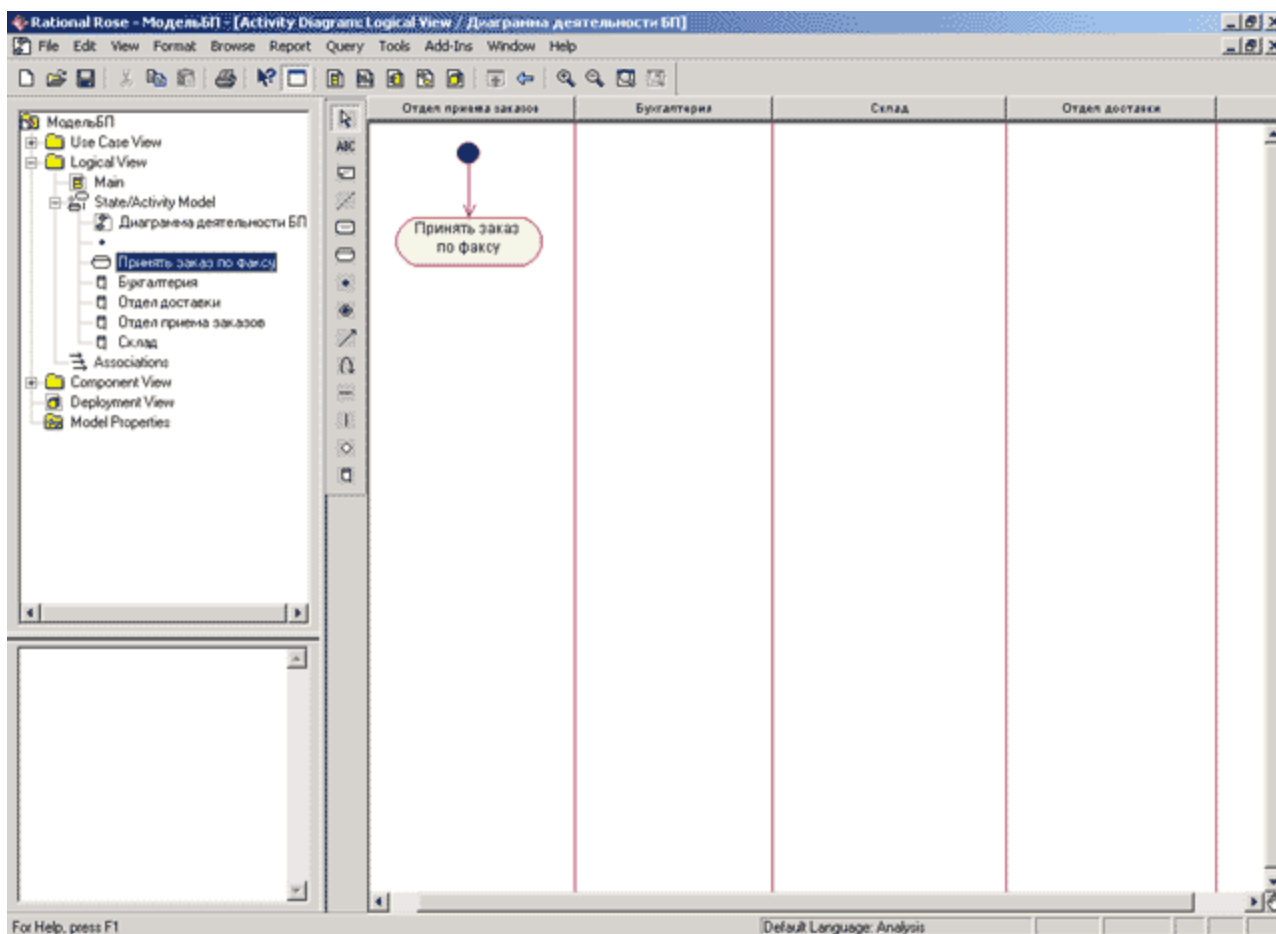 Rational Rose - МодельБП - [Activity Diagram: Logical View / Диаграмма деятельности БП]
File Edit View Format Browse Report Query Tools Add-Ins Window Help
Отдел приема заказов Бухгалтерия Склад Отдел доставки
МодельБП
Use Case View
Logical View
Main
State/Activity Model
Диаграмма деятельности БП
Принять заказ по факсу
Бухгалтерия
Отдел доставки
Отдел приема заказов
Склад
Associations
Component View
Deployment View
Model Properties
ABC
Принять заказ
по факсу
For Help, press F1 Default Language: Analysis